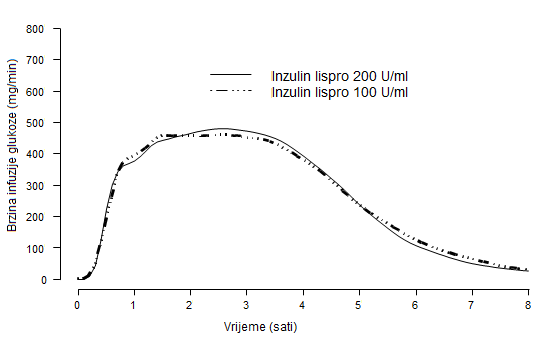 800
700
600
500
400
300
200
100
0
Brzina infuzije glukoze (mg/min)
Inzulin lispro 200 U/ml
Inzulin lispro 100 U/ml
0 1 2 3 4 5 6 7 8
Vrijeme (sati)